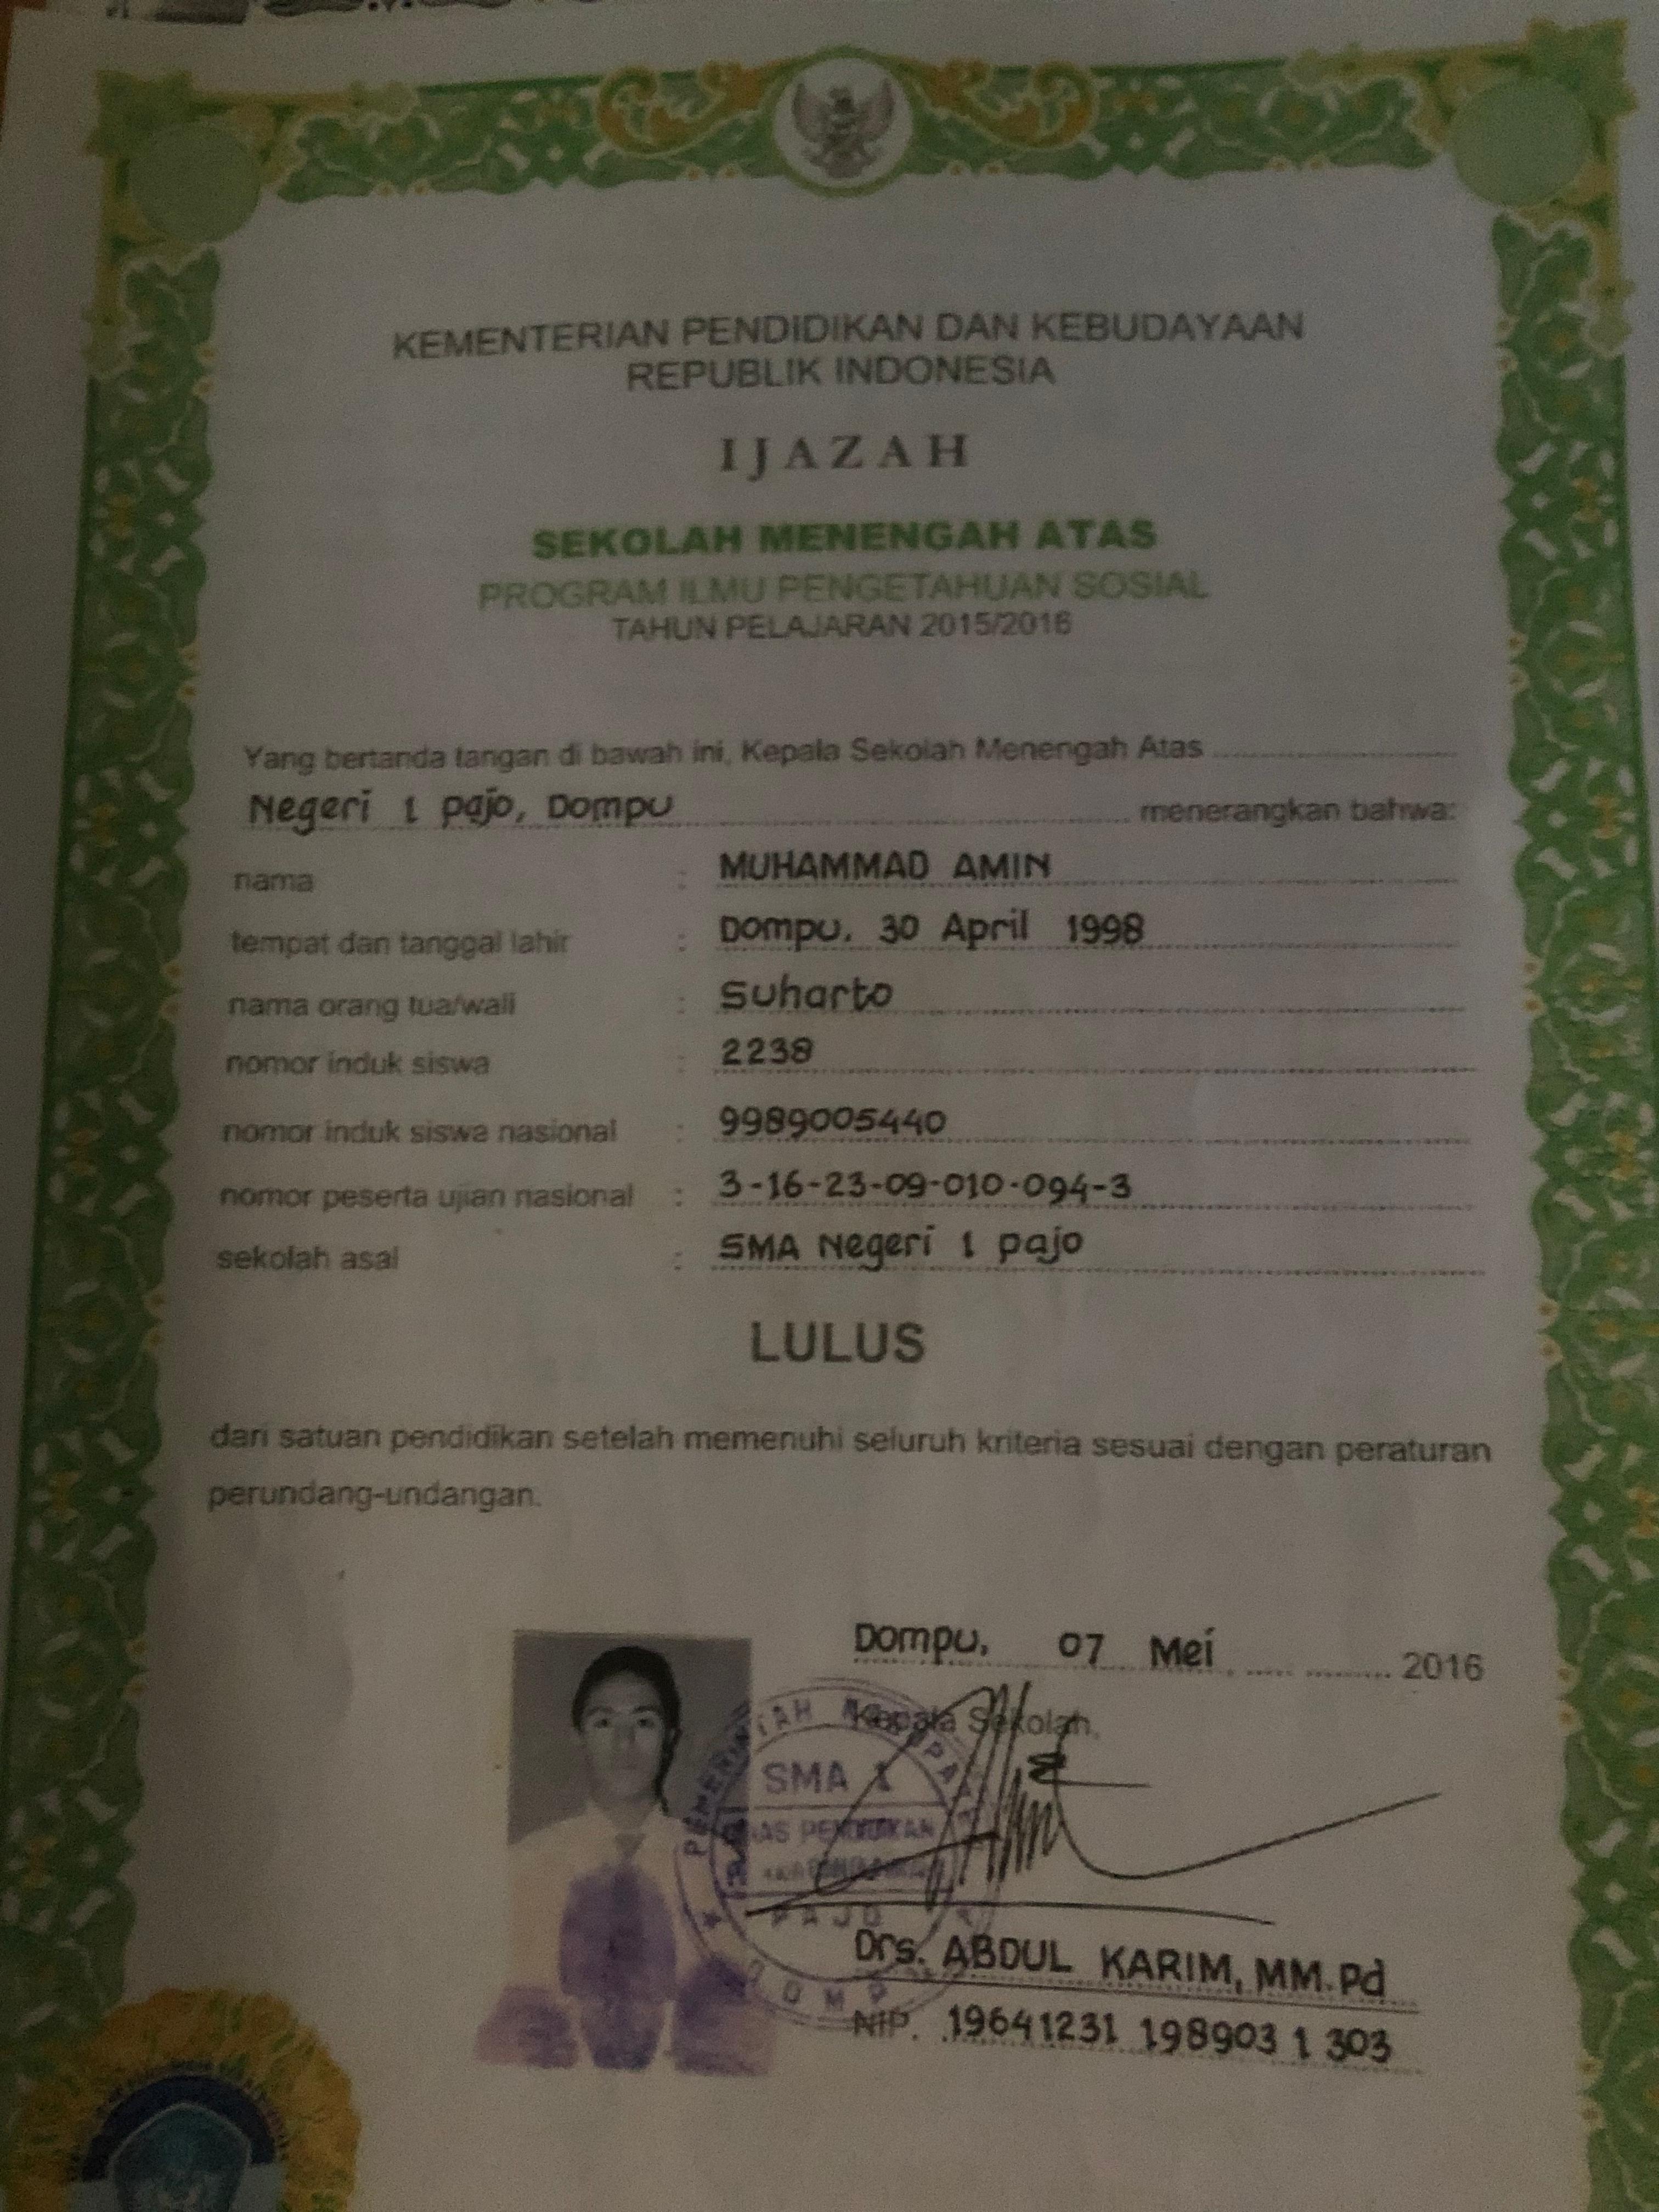 KEMENTERIAN PENDIDIKAN DAN KEBUDAYAAN
REPUBLIK INDONESIA
IJAZAH
SEKOLAH MENENGAH ATAS
PROGRAM ILMU PENGETAHUAN SOSIAL
TAHUN PELAJARAN 2015/2016
Yang bertanda tangan di bawah ini, Kepala Sekolah Menengah Atas
Negeri 1 pajo, Dompu menerangkan bahwa:
nama : MUHAMMAD AMIN
tempat dan tanggal lahir : Dompu, 30 April 1998
nama orang tua/wali : Suharto
nomor induk siswa : 2238
nomor induk siswa nasional : 9989005440
nomor peserta ujian nasional : 3-16-23-09-010-094-3
sekolah asal : SMA Negeri 1 pajo
LULUS
dari satuan pendidikan setelah memenuhi seluruh kriteria sesuai dengan peraturan
perundang-undangan.
Dompu, 07 Mei 2016
Kepala Sekolah,
SMA 1
PENDIDIKAN
PAJO
Drs. ABDUL KARIM, MM.Pd
NIP. 19641231 198903 1 303